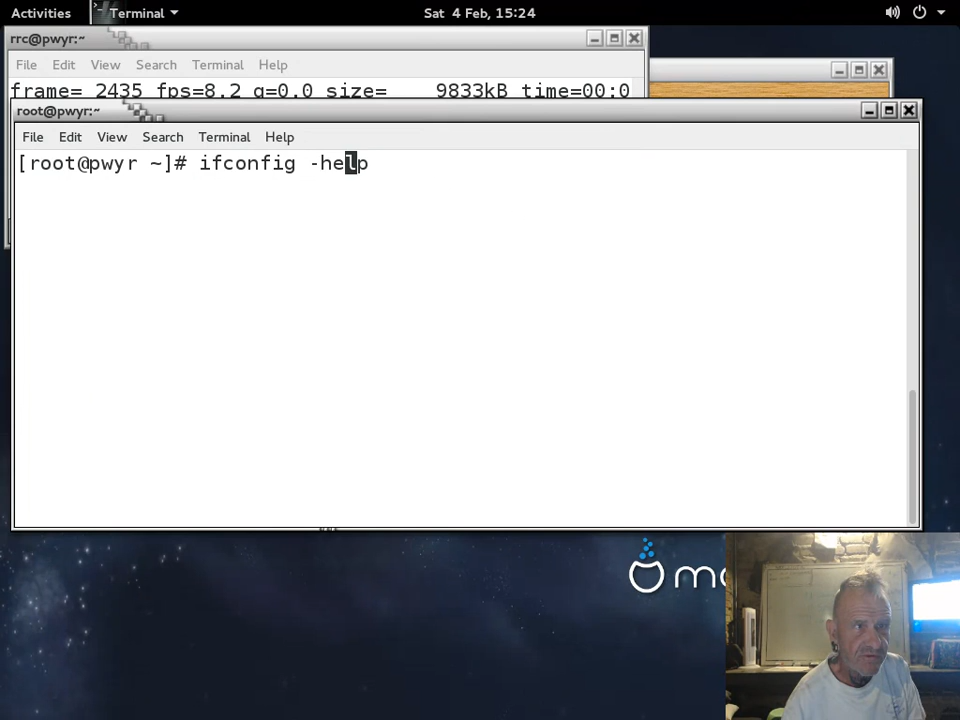 Activities Terminal Sat 4 Feb, 15:24
rrc@pwyr:~
File Edit View Search Terminal Help
frame= 2435 fps=8.2 q=0.0 size= 9833kB time=00:0
root@pwyr:~
File Edit View Search Terminal Help
[root@pwyr ~]# ifconfig -help